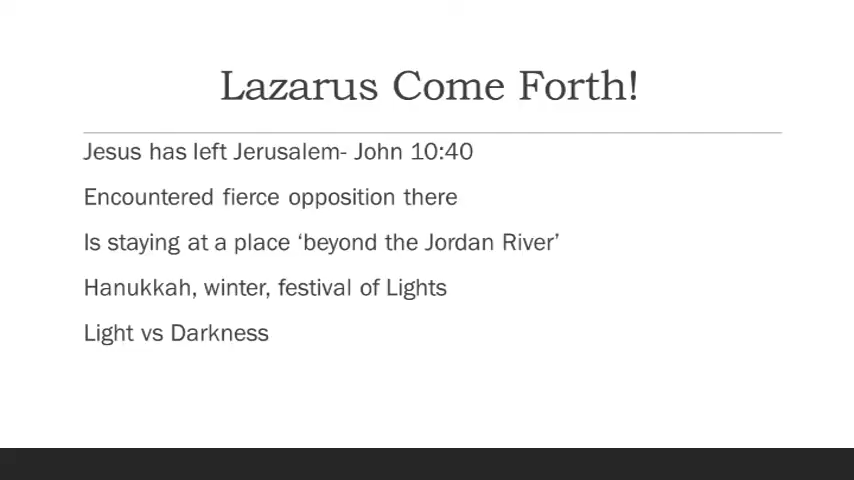 Lazarus Come Forth!
Jesus has left Jerusalem- John 10:40
Encountered fierce opposition there
Is staying at a place ‘beyond the Jordan River’
Hanukkah, winter, festival of Lights
Light vs Darkness